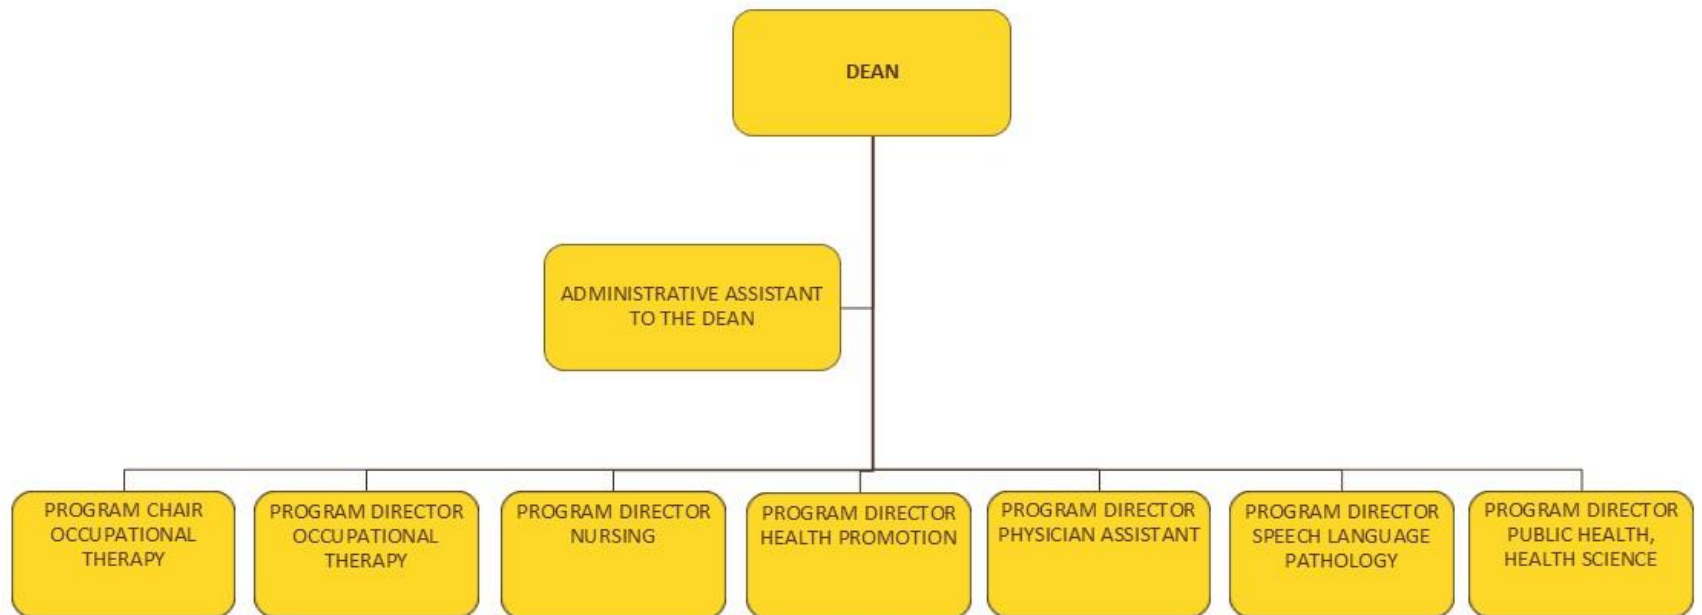 DEAN
ADMINISTRATIVE ASSISTANT
TO THE DEAN
PROGRAM CHAIR
OCCUPATIONAL
THERAPY
PROGRAM DIRECTOR
OCCUPATIONAL
THERAPY
PROGRAM DIRECTOR
NURSING
PROGRAM DIRECTOR
HEALTH PROMOTION
PROGRAM DIRECTOR
PHYSICIAN ASSISTANT
PROGRAM DIRECTOR
SPEECH LANGUAGE
PATHOLOGY
PROGRAM DIRECTOR
PUBLIC HEALTH,
HEALTH SCIENCE